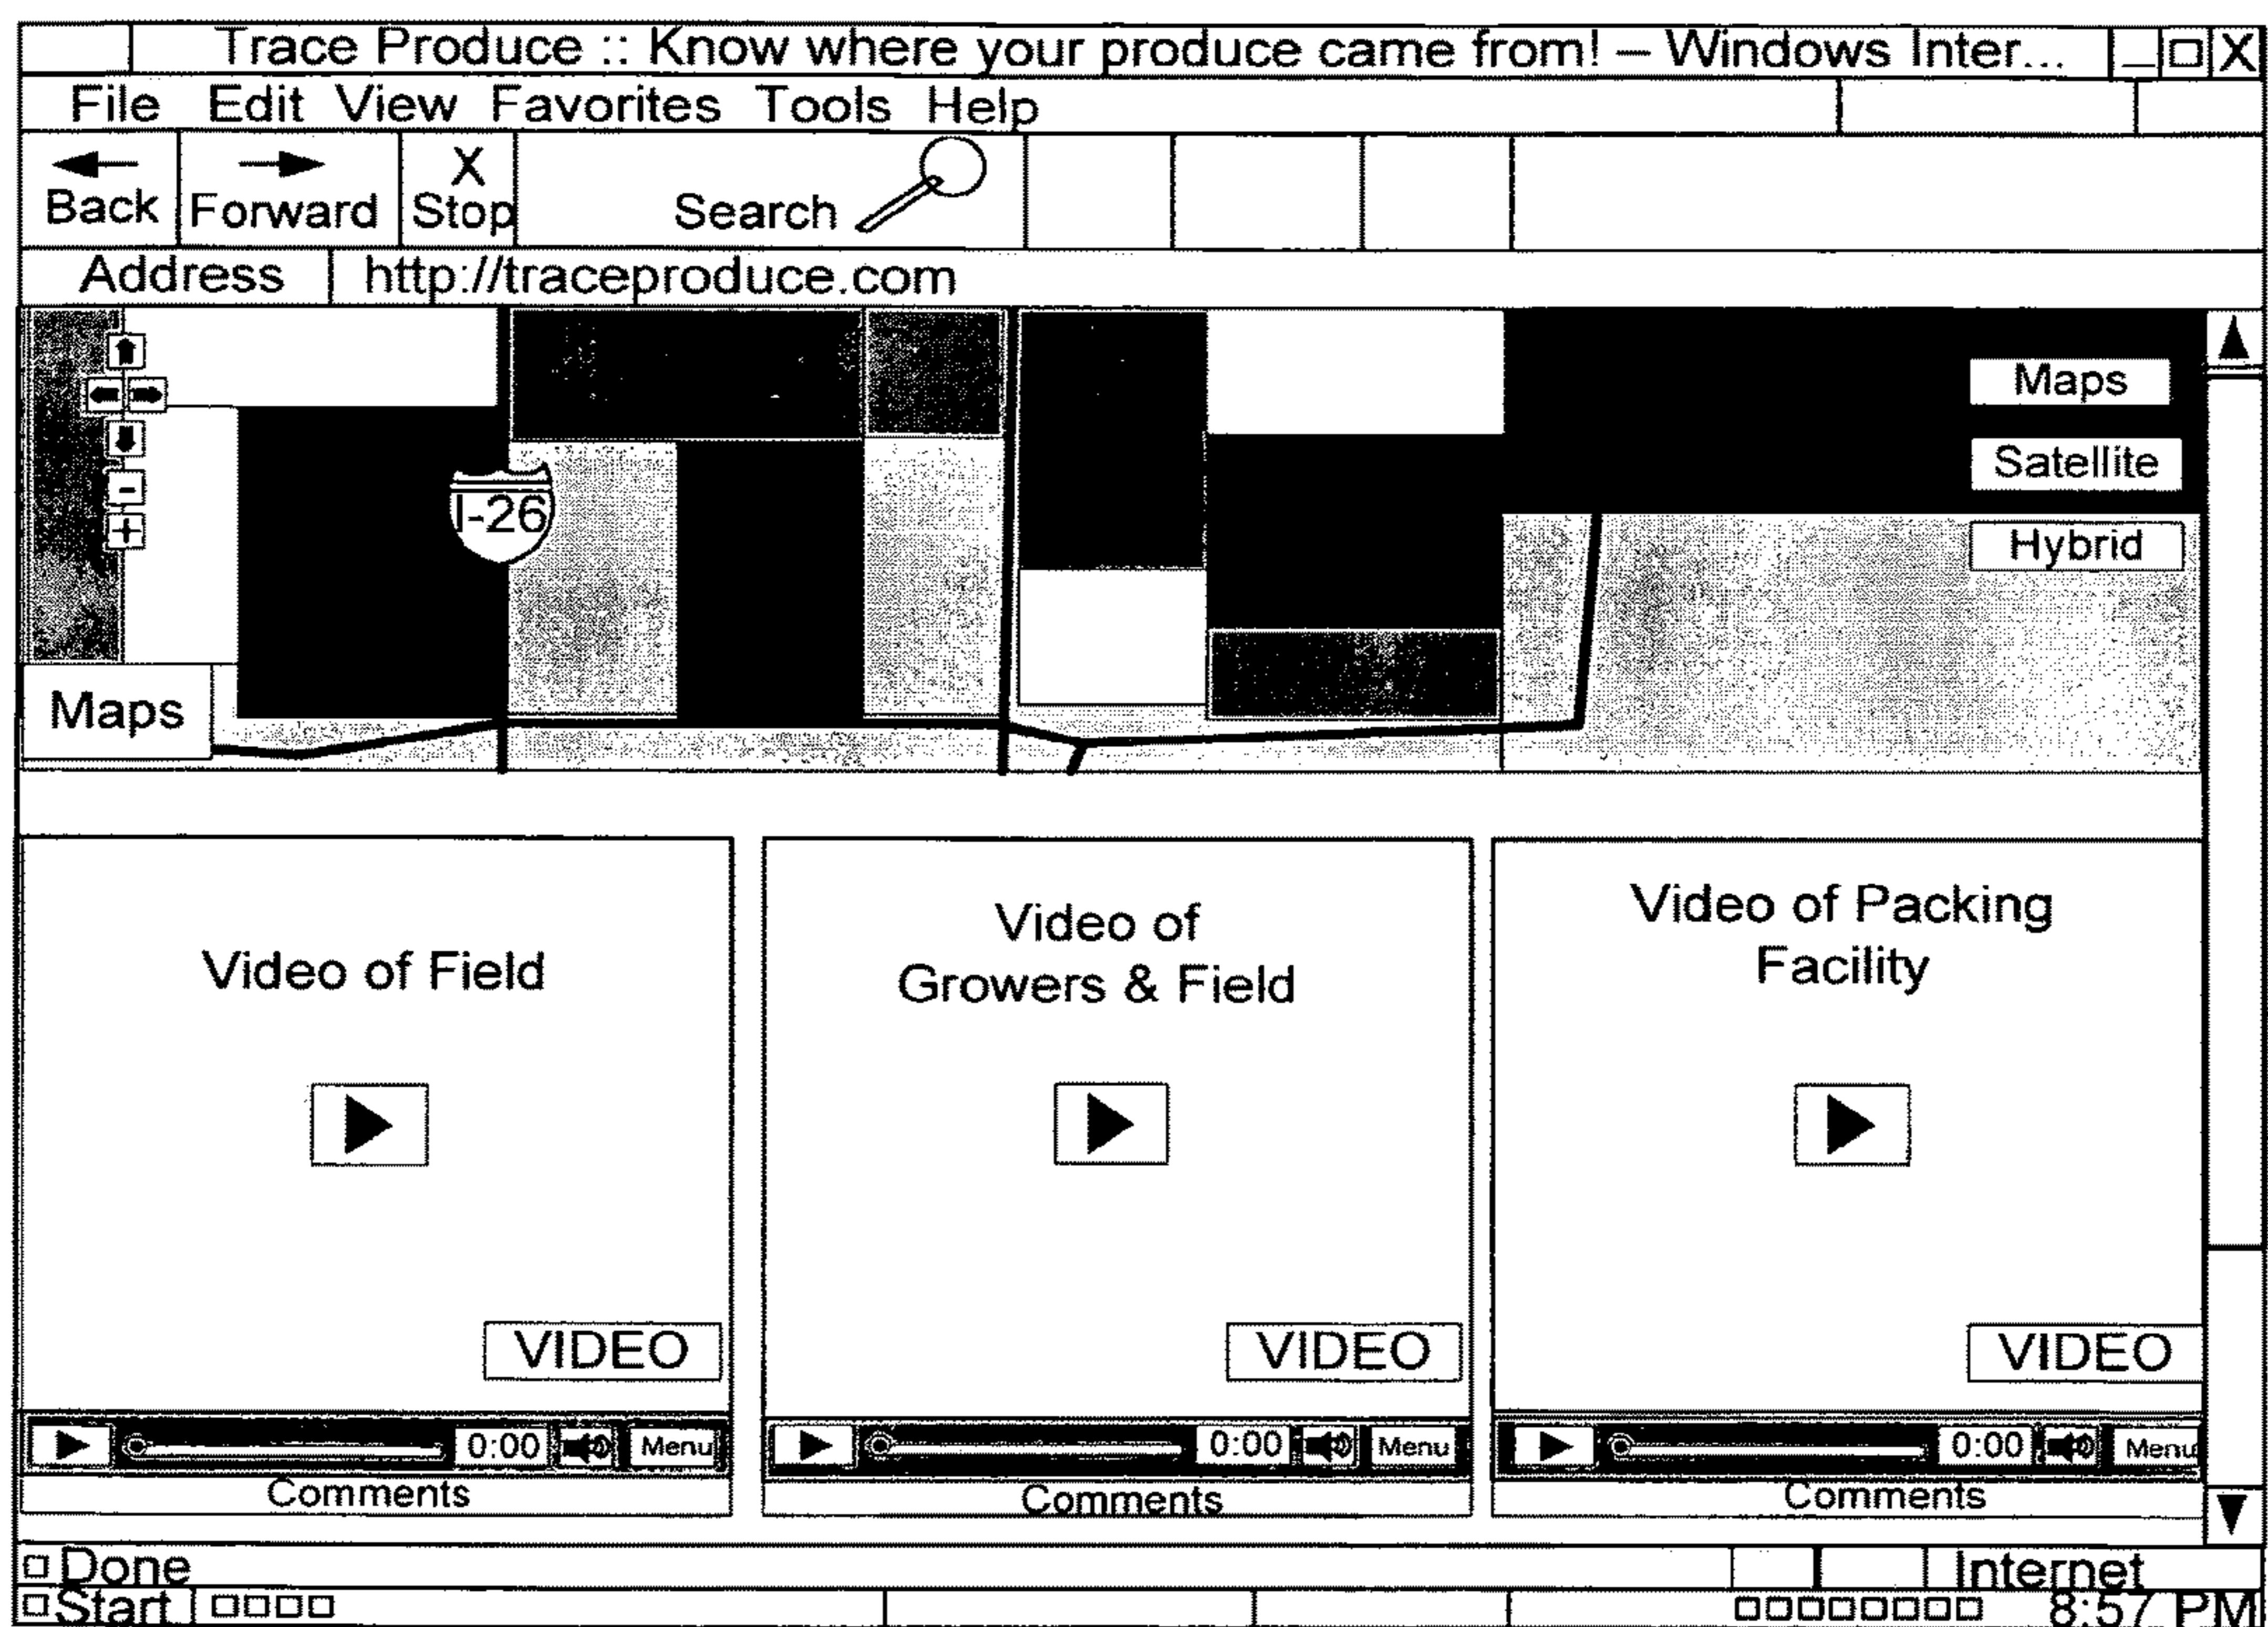 Trace Produce :: Know where your produce came from! – Windows Inter... _ □ X
File Edit View Favorites Tools Help
X
Back Forward Stop Search
Address http://traceproduce.com
Maps
Satellite
I-26
-
+
Hybrid
Maps
Video of Field
Video of
Growers & Field
Video of Packing
Facility
VIDEO VIDEO VIDEO
0:00 Menu 0:00 Menu 0:00 Menu
Comments Comments Comments
Done Internet
Start 8:57 PM